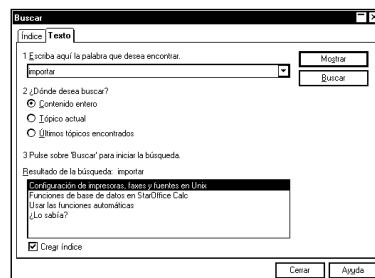 Buscar
Índice Texto
1 Escriba aquí la palabra que desea encontrar.
Mostrar
importar
Buscar
2 ¿Dónde desea buscar?
Contenido entero
Tópico actual
Últimos tópicos encontrados
3 Pulse sobre 'Buscar' para iniciar la búsqueda.
Resultado de la búsqueda: importar
Configuración de impresoras, faxes y fuentes en Unix
Funciones de base de datos en StarOffice Calc
Usar las funciones automáticas
¿Lo sabía?
Crear índice
Cerrar Ayuda